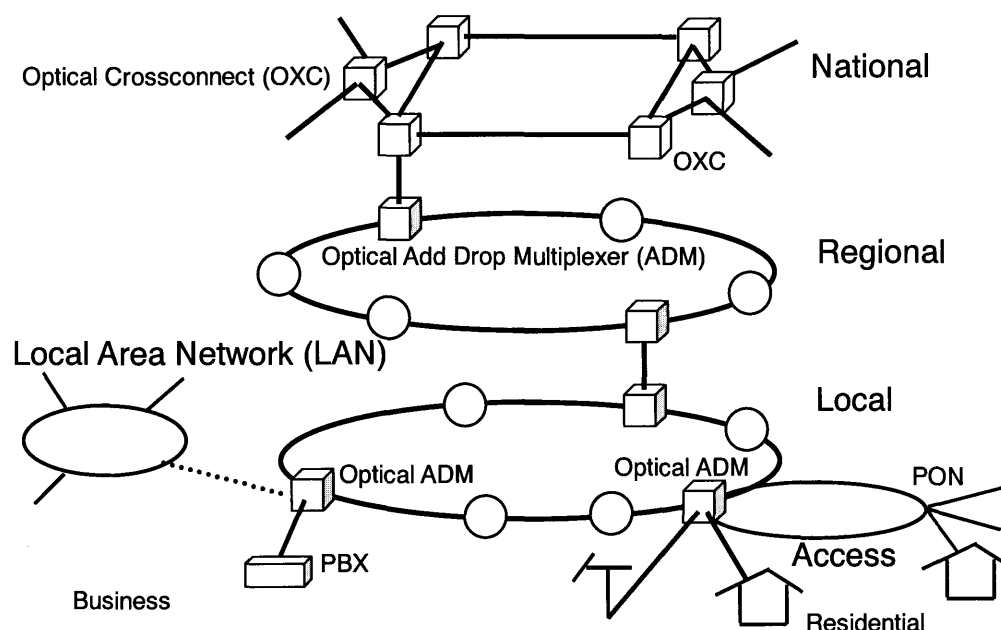 Optical Crossconnect (OXC)
National
OXC
Optical Add Drop Multiplexer (ADM)
Regional
Local Area Network (LAN)
Local
Optical ADM
Optical ADM
PON
PBX
Access
Business
Residential